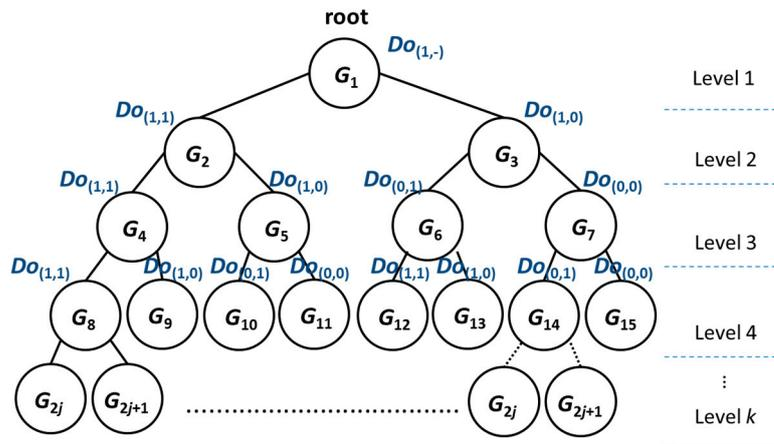 root
Do(1,-)
G1
Level 1
Do(1,1)
Do(1,0)
G2
G3
Level 2
Do(1,1)
Do(1,0)
Do(0,1)
Do(0,0)
G4
G5
G6
G7
Level 3
Do(1,1)
Do(1,0)
Do(0,1)
Do(0,0)
Do(1,1)
Do(1,0)
Do(0,1)
Do(0,0)
G8
G9
G10
G11
G12
G13
G14
G15
Level 4
⋮
G2j
G2j+1
G2j
G2j+1
Level k